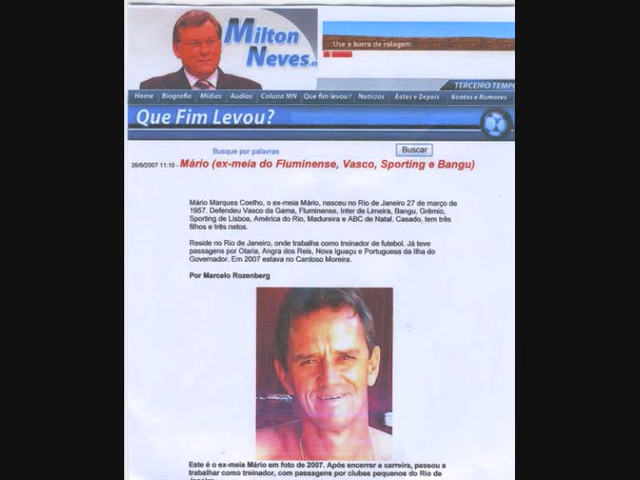 Milton
Neves.c
Use a barra de rolagem
TERCEIRO TEMPO
Home Biografia Mídias Audios Coluna MN Que fim levou? Notícias Antes e Depois Boatos e Rumores
Que Fim Levou?
Busque por palavras Buscar
26/9/2007 11:10 - Mário (ex-meia do Fluminense, Vasco, Sporting e Bangu)
Mário Marques Coelho, o ex-meia Mário, nasceu no Rio de Janeiro 27 de março de
1957. Defendeu Vasco da Gama, Fluminense, Inter de Limeira, Bangu, Grêmio,
Sporting de Lisboa, América do Rio, Madureira e ABC de Natal. Casado, tem três
filhos e três netos.
Reside no Rio de Janeiro, onde trabalha como treinador de futebol. Já teve
passagens por Olaria, Angra dos Reis, Nova Iguaçu e Portuguesa da Ilha do
Governador. Em 2007 estava no Cardoso Moreira.
Por Marcelo Rozenberg
Este é o ex-meia Mário em foto de 2007. Após encerrar a carreira, passou a
trabalhar como treinador, com passagens por clubes pequenos do Rio de
Janeiro